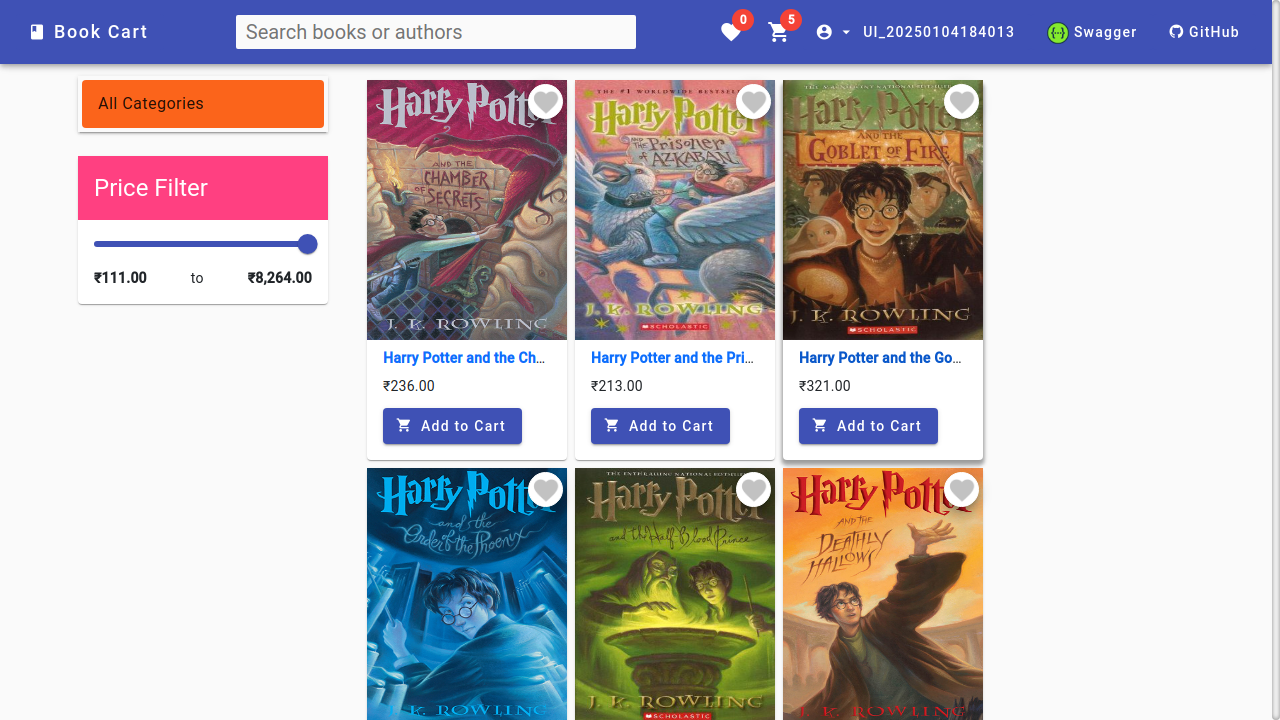 Book Cart
Search books or authors
0
5
UI_20250104184013
Swagger
GitHub
All Categories
Price Filter
₹111.00
to
₹8,264.00
Harry Potter
AND THE
CHAMBER
OF
SECRETS
J. K. ROWLING
Harry Potter and the Ch...
₹236.00
Add to Cart
THE #1 WORLDWIDE BESTSELLER
Harry Potter
AND THE
Prisoner
of
AZKABAN
J. K. ROWLING
SCHOLASTIC
Harry Potter and the Pri...
₹213.00
Add to Cart
Harry Potter
AND THE
GOBLET OF FIRE
J. K. ROWLING
SCHOLASTIC
Harry Potter and the Go...
₹321.00
Add to Cart
Harry Potter
and the
Order of the Phoenix
J. K. ROWLING
Harry Potter
and the Half-Blood Prince
J. K. ROWLING
SCHOLASTIC
Harry Potter
AND THE
DEATHLY
HALLOWS
J. K. ROWLING